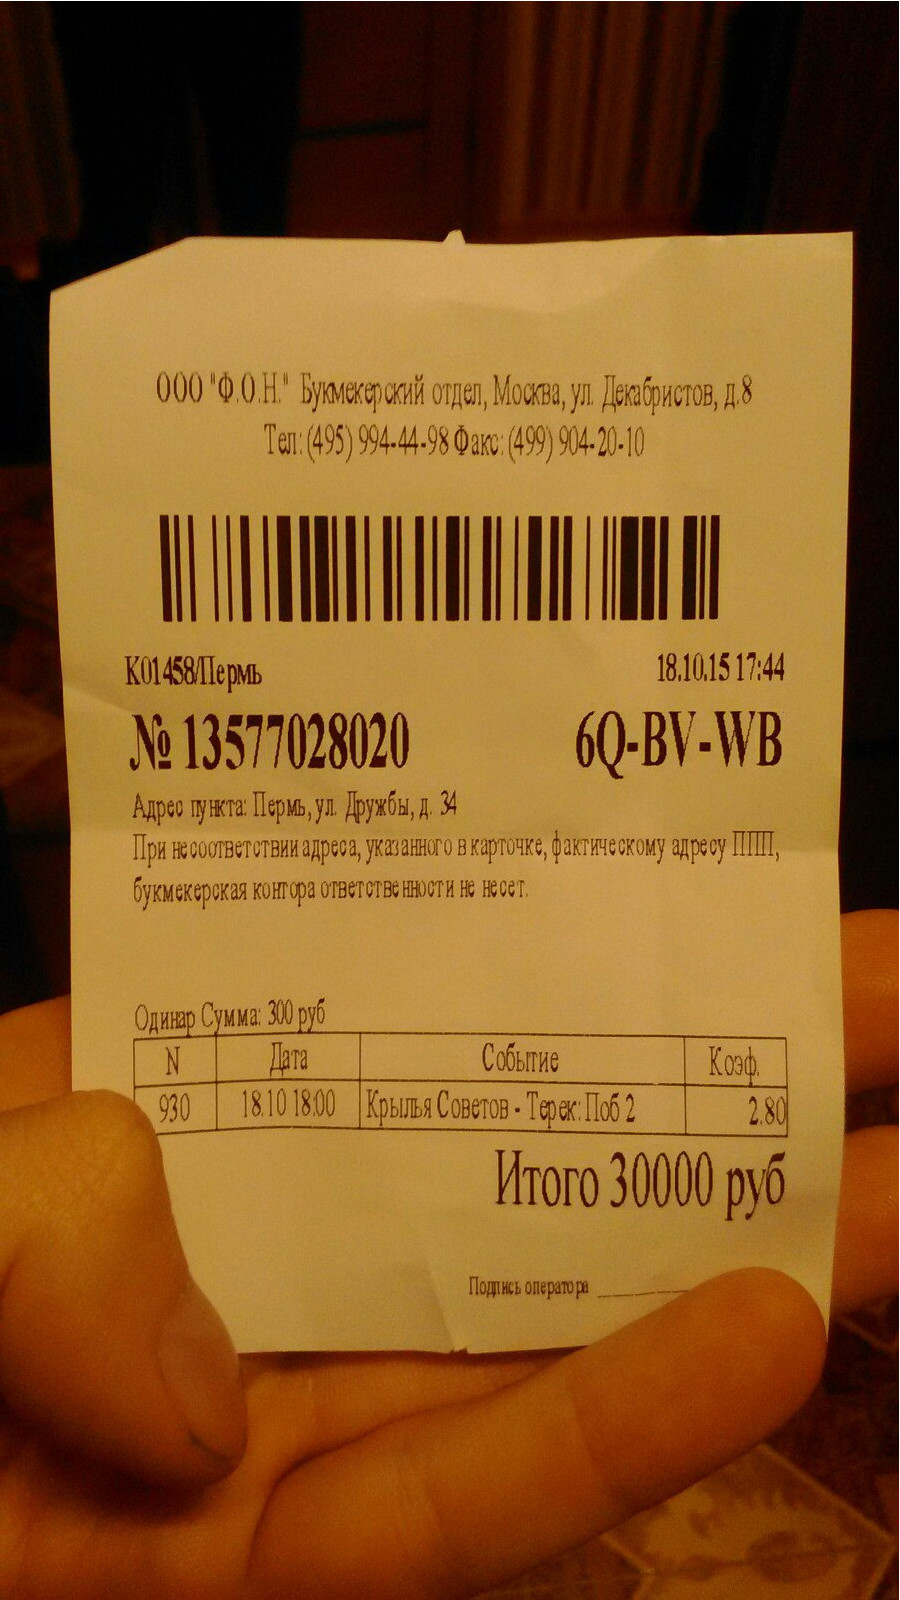 ООО "Ф.О.Н." Букмекерский отдел, Москва, ул. Декабристов, д.8
Тел: (495) 994-44-98 Факс: (499) 904-20-10
К01458/Пермь 18.10.15 17:44
№ 13577028020 6Q-BV-WB
Адрес пункта: Пермь, ул. Дружбы, д. 34
При несоответствии адреса, указанного в карточке, фактическому адресу ППП,
букмекерская контора ответственности не несет.
Одинар Сумма: 300 руб
N Дата Событие Коэф.
930 18.10 18:00 Крылья Советов - Терек: Поб 2 2.80
Итого 30000 руб
Подпись оператора